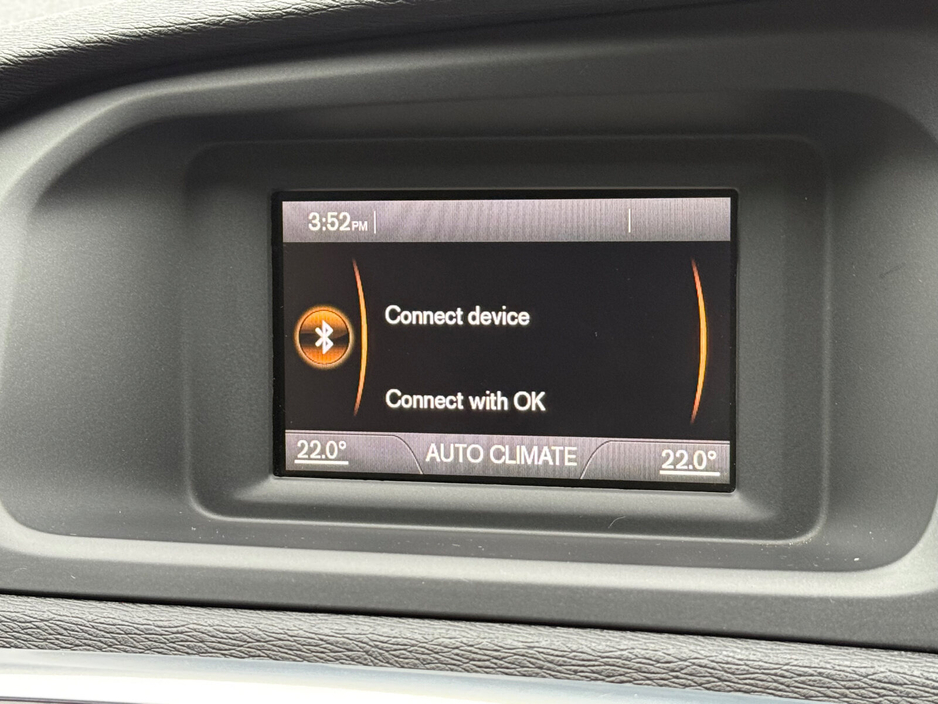 3:52PM
Connect device
Connect with OK
22.0° AUTO CLIMATE 22.0°